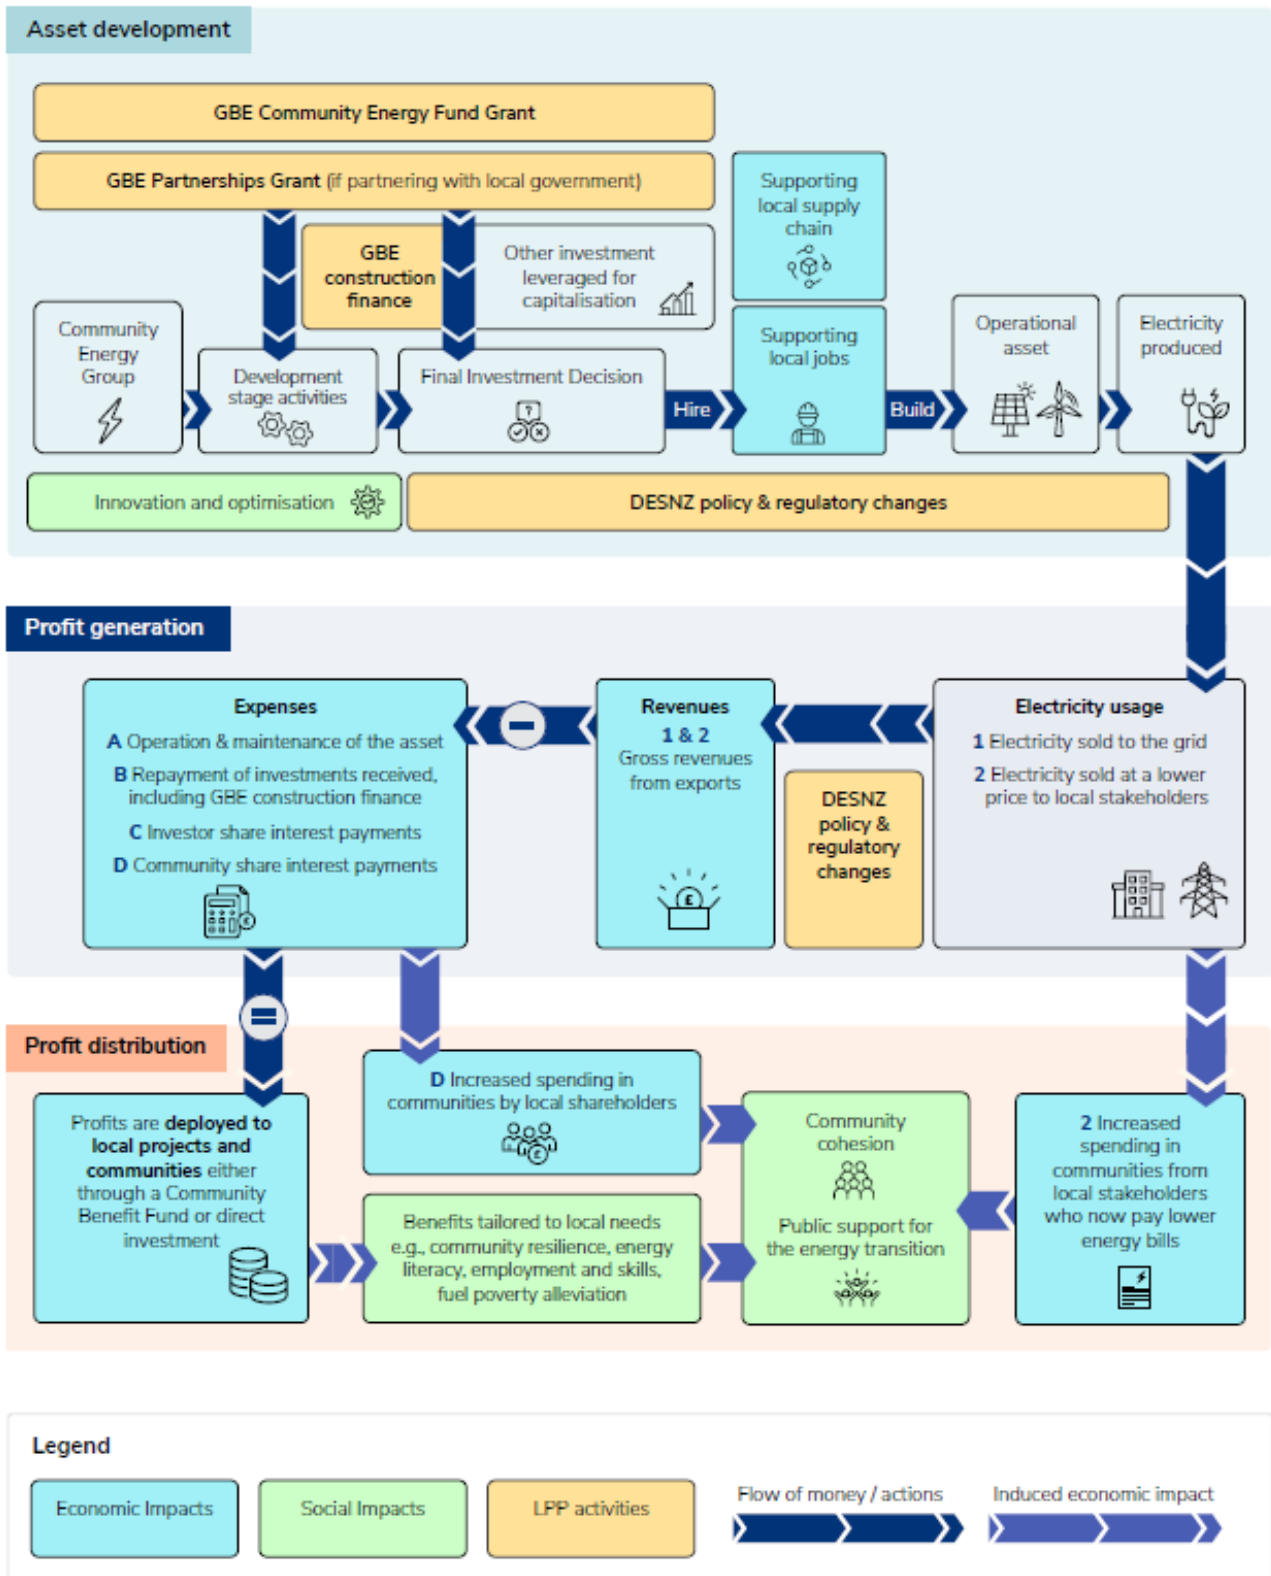 Asset development
GBE Community Energy Fund Grant
GBE Partnerships Grant (if partnering with local government)
GBE
construction
finance
Other investment
leveraged for
capitalisation
Supporting
local supply
chain
Community
Energy
Group
Development
stage activities
Final Investment Decision
?
Hire
Supporting
local jobs
Build
Operational
asset
Electricity
produced
Innovation and optimisation
DESNZ policy & regulatory changes
Profit generation
Expenses
A Operation & maintenance of the asset
B Repayment of investments received,
including GBE construction finance
C Investor share interest payments
D Community share interest payments
Revenues
1 & 2
Gross revenues
from exports
£
DESNZ
policy &
regulatory
changes
Electricity usage
1 Electricity sold to the grid
2 Electricity sold at a lower
price to local stakeholders
Profit distribution
Profits are deployed to
local projects and
communities either
through a Community
Benefit Fund or direct
investment
D Increased spending in
communities by local shareholders
£
Benefits tailored to local needs
e.g., community resilience, energy
literacy, employment and skills,
fuel poverty alleviation
Community
cohesion
Public support for
the energy transition
2 Increased
spending in
communities from
local stakeholders
who now pay lower
energy bills
Legend
Economic Impacts
Social Impacts
LPP activities
Flow of money / actions
Induced economic impact